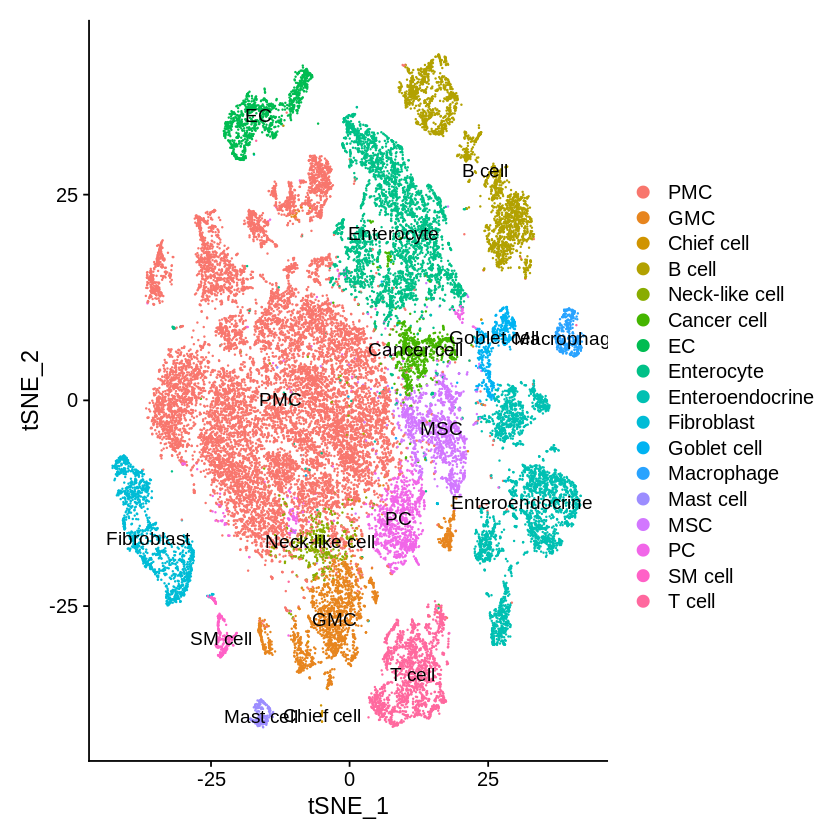 EC
B cell
25
Enterocyte
Goblet cell
Macrophag
Cancer cell
0
PMC
MSC
Enteroendocrine
PC
Fibroblast
Neck-like cell
-25
GMC
SM cell
T cell
Mast cell
Chief cell
-25
0
25
tSNE_1
tSNE_2
PMC
GMC
Chief cell
B cell
Neck-like cell
Cancer cell
EC
Enterocyte
Enteroendocrine
Fibroblast
Goblet cell
Macrophage
Mast cell
MSC
PC
SM cell
T cell